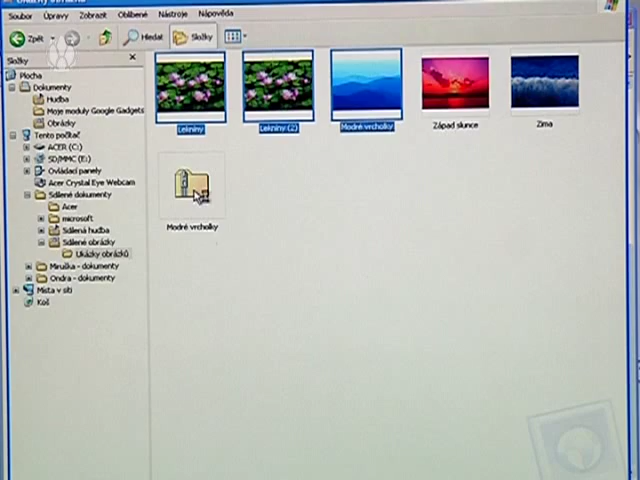 Soubor Úpravy Zobrazit Oblíbené Nástroje Nápověda
Zpět Hledat Složky
Složky
Plocha
Dokumenty
Hudba
Moje moduly Google Gadgets
Obrázky
Tento počítač
ACER (C:)
SD/MMC (E:)
Ovládací panely
Acer Crystal Eye Webcam
Sdílené dokumenty
Acer
microsoft
Sdílená hudba
Sdílené obrázky
Ukázky obrázků
Miruška - dokumenty
Ondra - dokumenty
Místa v síti
Koš
Lekníny
Lekníny (2)
Modré vrcholky
Západ slunce
Zima
Modré vrcholky